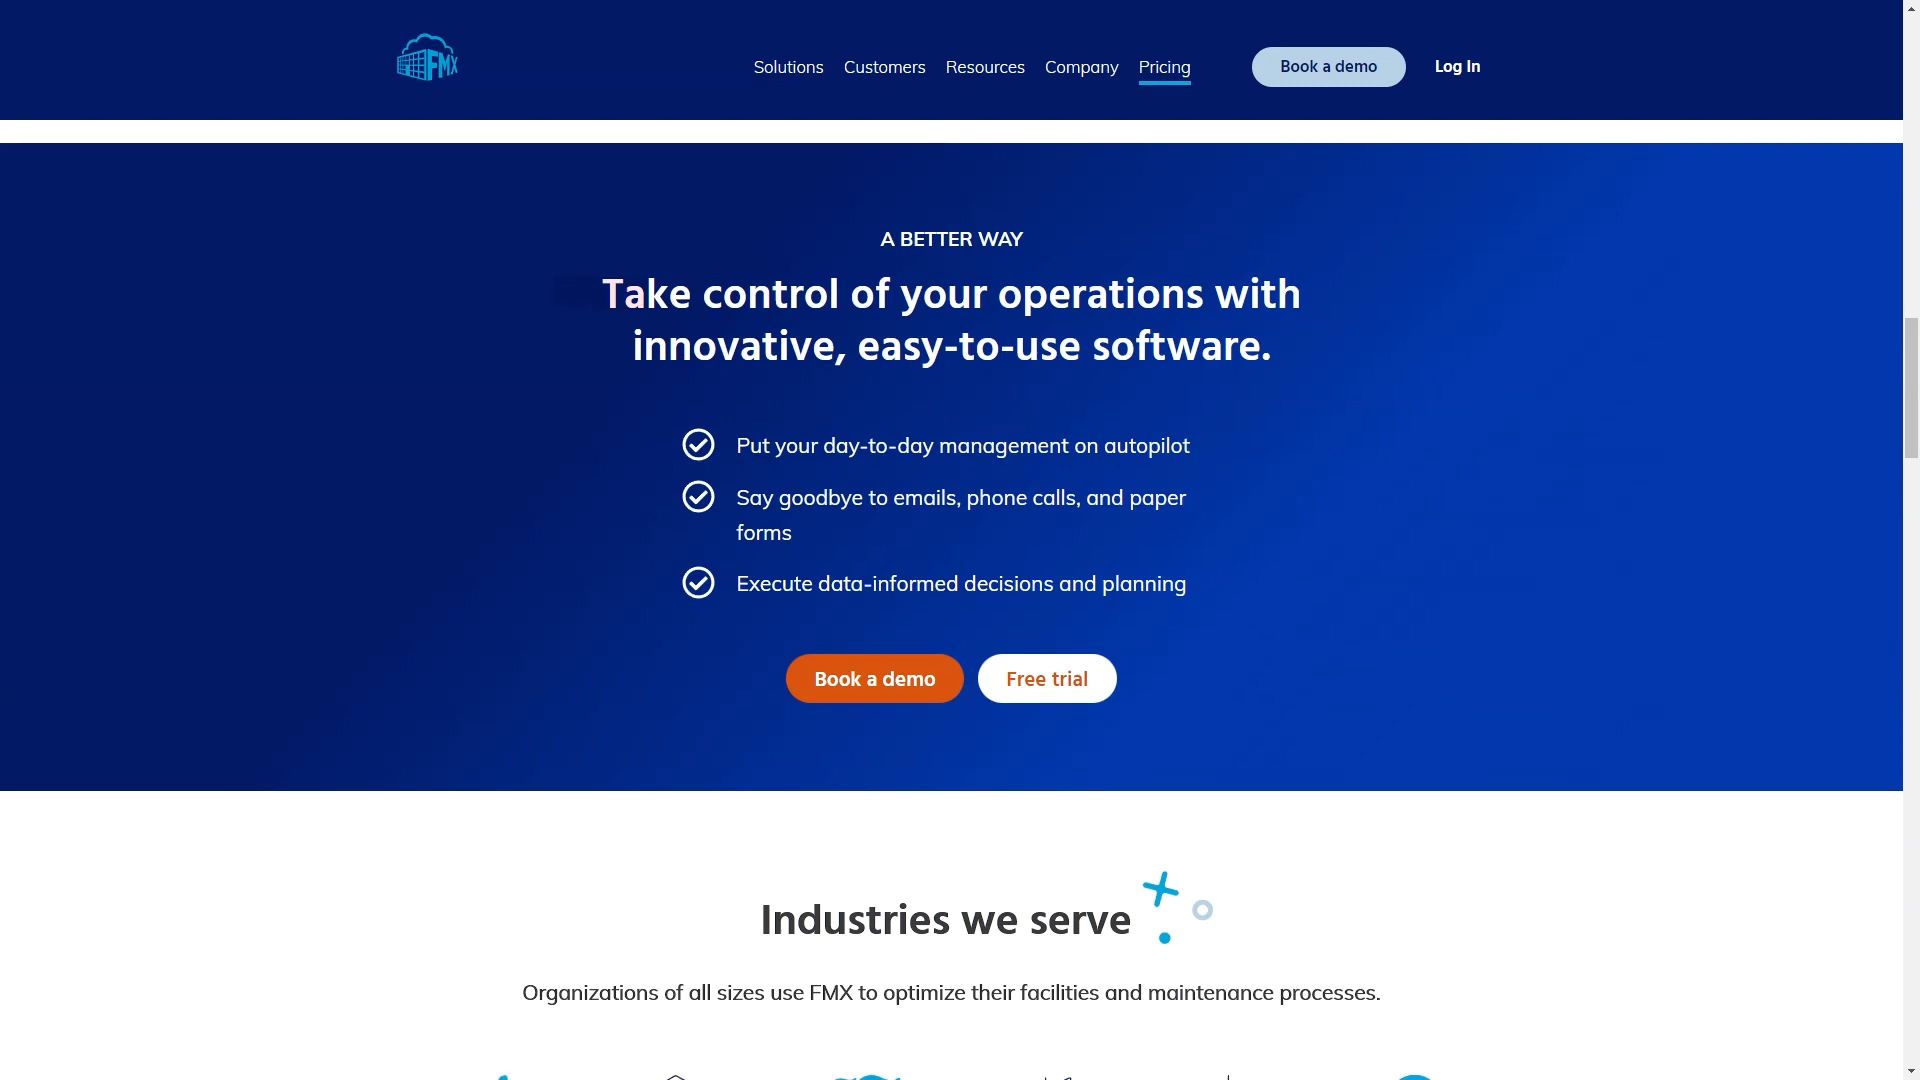 FMX
Solutions
Customers
Resources
Company
Pricing
Book a demo
Log In
A BETTER WAY
Take control of your operations with
innovative, easy-to-use software.
Put your day-to-day management on autopilot
Say goodbye to emails, phone calls, and paper
forms
Execute data-informed decisions and planning
Book a demo
Free trial
Industries we serve
Organizations of all sizes use FMX to optimize their facilities and maintenance processes.